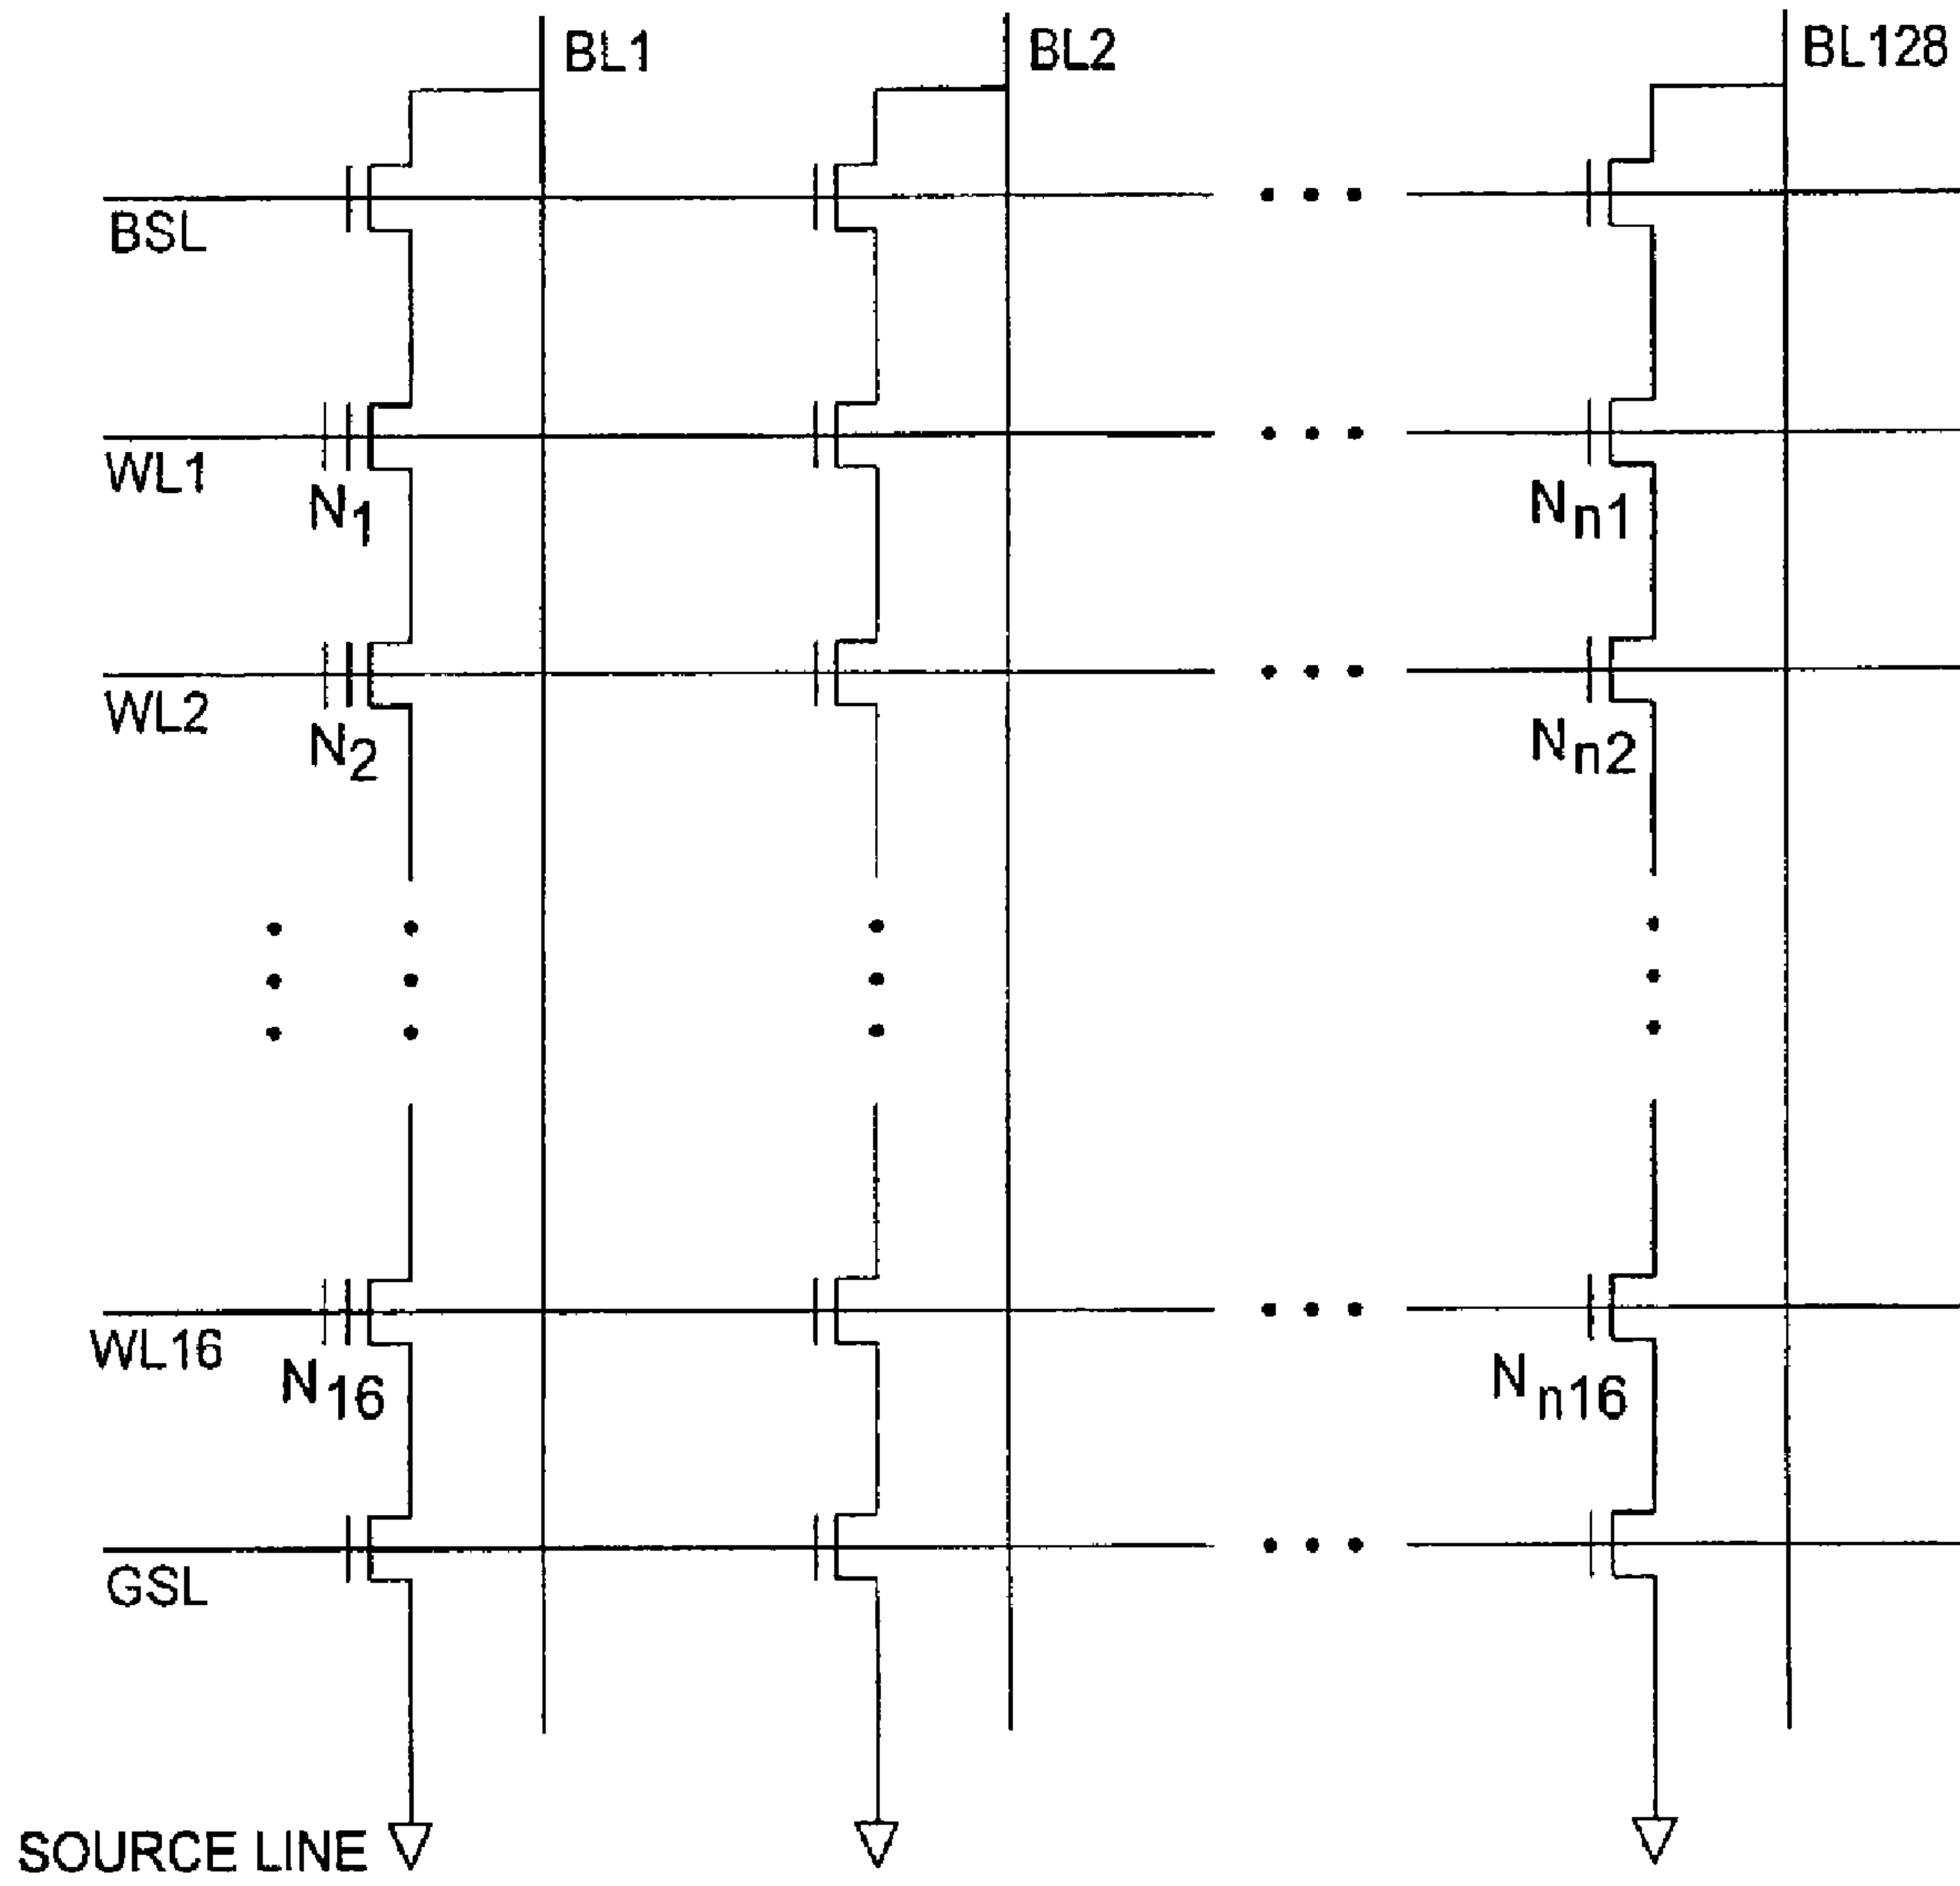 BL1
BL2
BL128
BSL
WL1
N1
Nn1
WL2
N2
Nn2
WL16
N16
Nn16
GSL
SOURCE LINE